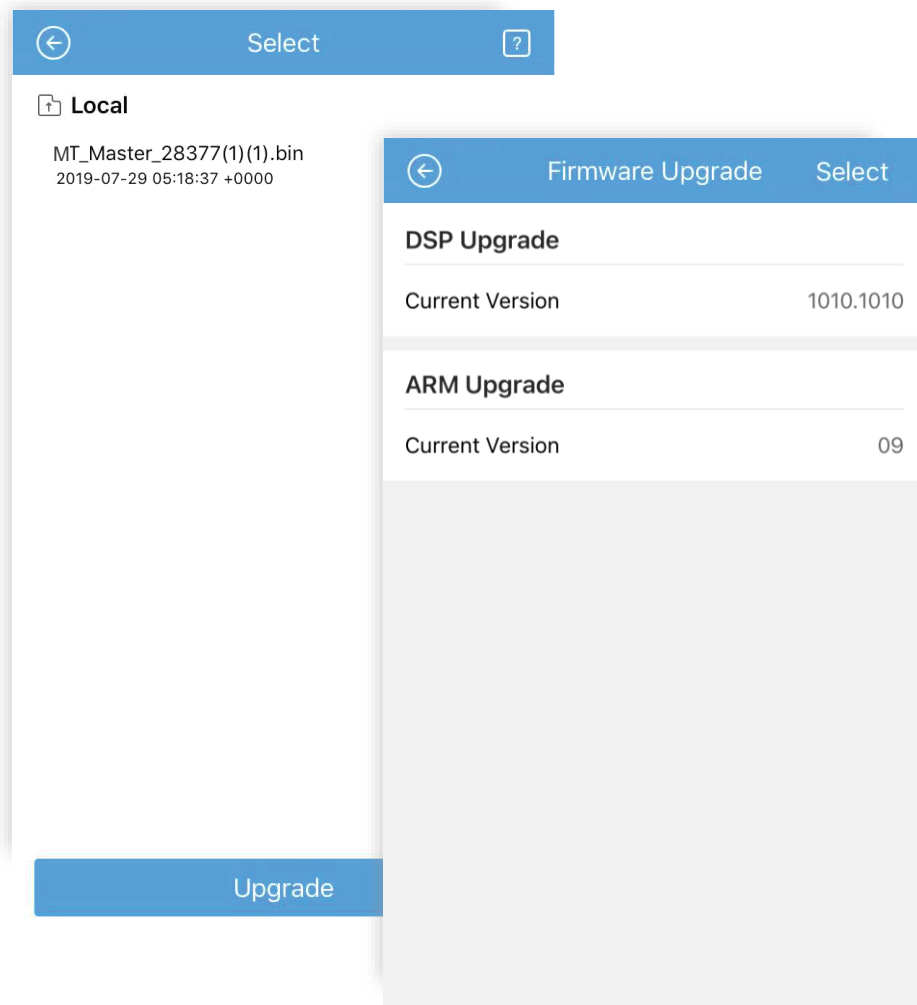 Select
?
Local
MT_Master_28377(1)(1).bin
2019-07-29 05:18:37 +0000
Upgrade
Firmware Upgrade Select
DSP Upgrade
Current Version 1010.1010
ARM Upgrade
Current Version 09